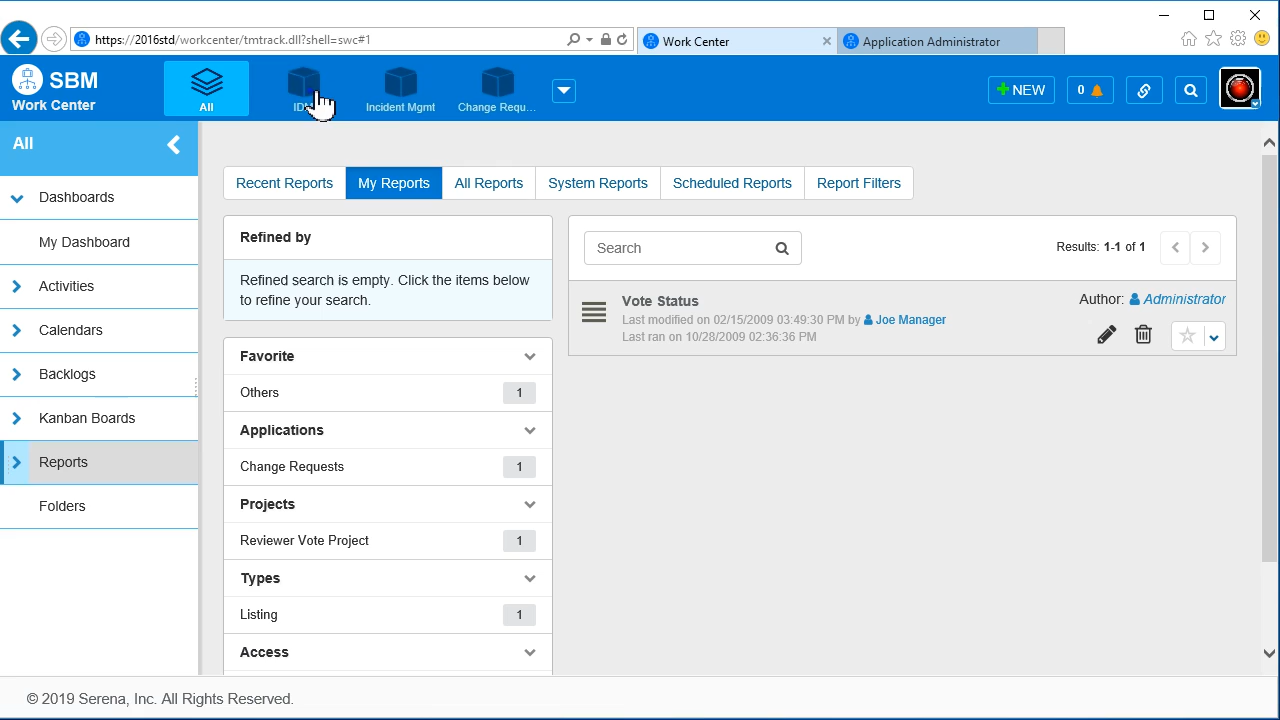 https://2016std/workcenter/tmtrack.dll?shell=swc#1
Work Center
Application Administrator
SBM
Work Center
All
Incident Mgmt
Change Requ...
NEW
0
All
Dashboards
My Dashboard
Activities
Calendars
Backlogs
Kanban Boards
Reports
Folders
Recent Reports
My Reports
All Reports
System Reports
Scheduled Reports
Report Filters
Refined by
Refined search is empty. Click the items below
to refine your search.
Favorite
Others 1
Applications
Change Requests 1
Projects
Reviewer Vote Project 1
Types
Listing 1
Access
Search
Results: 1-1 of 1
Vote Status
Last modified on 02/15/2009 03:49:30 PM by Joe Manager
Last ran on 10/28/2009 02:36:36 PM
Author: Administrator
© 2019 Serena, Inc. All Rights Reserved.